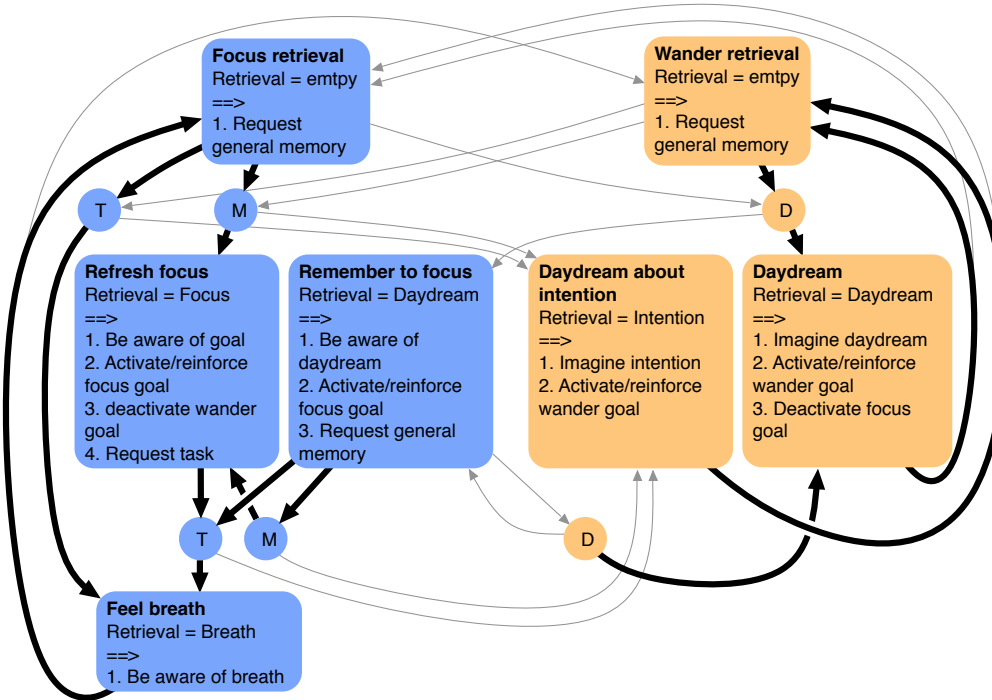 Focus retrieval
Retrieval = emtpy
==>
1. Request
general memory
Wander retrieval
Retrieval = emtpy
==>
1. Request
general memory
T
M
D
Refresh focus
Retrieval = Focus
==>
1. Be aware of goal
2. Activate/reinforce
focus goal
3. deactivate wander
goal
4. Request task
Remember to focus
Retrieval = Daydream
==>
1. Be aware of
daydream
2. Activate/reinforce
focus goal
3. Request general
memory
Daydream about
intention
Retrieval = Intention
==>
1. Imagine intention
2. Activate/reinforce
wander goal
Daydream
Retrieval = Daydream
==>
1. Imagine daydream
2. Activate/reinforce
wander goal
3. Deactivate focus
goal
T
M
D
Feel breath
Retrieval = Breath
==>
1. Be aware of breath